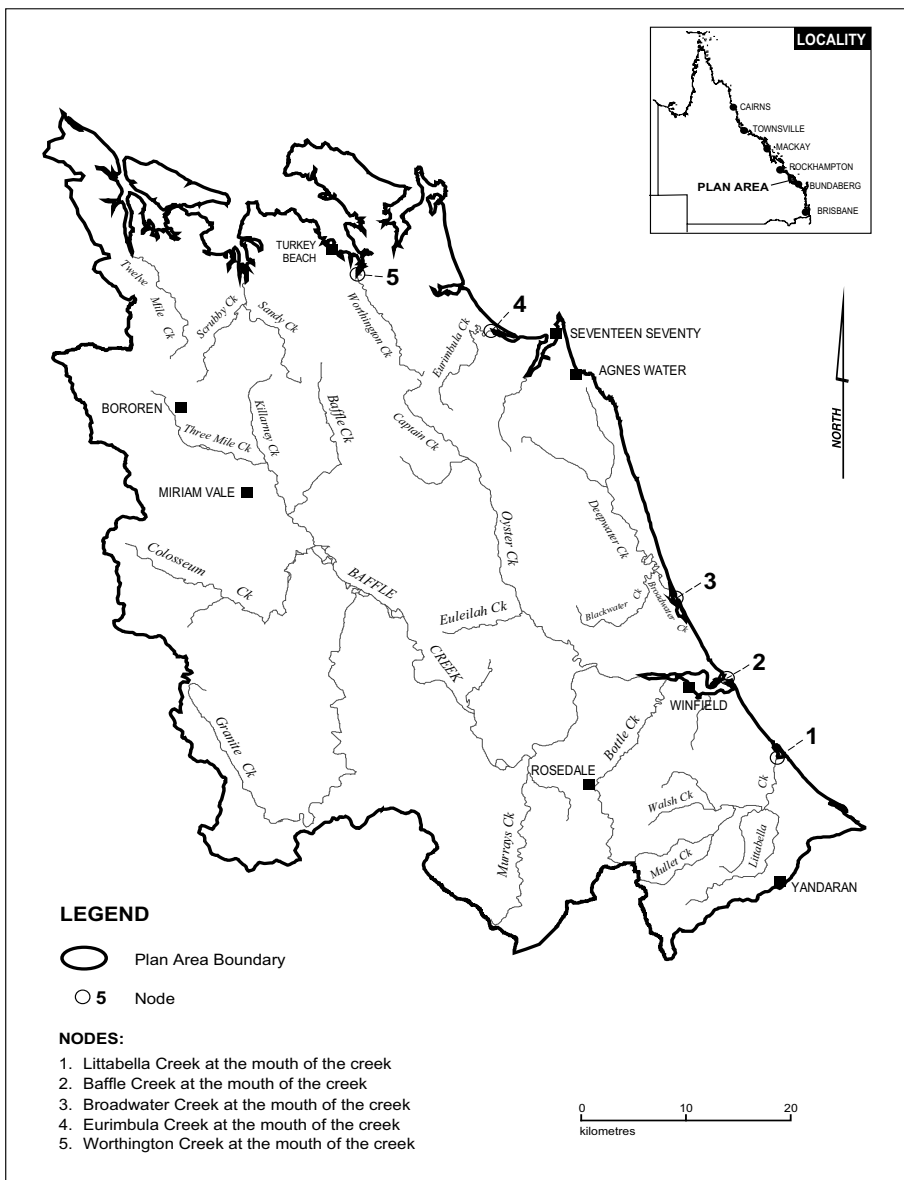 LOCALITY
CAIRNS
TOWNSVILLE
MACKAY
ROCKHAMPTON
PLAN AREA
BUNDABERG
BRISBANE
TURKEY
BEACH
5
4
Twelve
Mile
Ck
Scrubby Ck
Sandy Ck
Worthington Ck
Eurimbula Ck
SEVENTEEN SEVENTY
AGNES WATER
NORTH
BOROREN
Three Mile Ck
Killarney Ck
Baffle Ck
Captain Ck
MIRIAM VALE
Colosseum
Ck
BAFFLE
CREEK
Oyster Ck
Euleilah Ck
Deepwater Ck
Blackwater Ck
Broadwater Ck
3
2
WINFIELD
1
Granite
Ck
Bottle Ck
ROSEDALE
Murrays Ck
Walsh Ck
Mullet Ck
Littabella
Ck
YANDARAN
LEGEND
Plan Area Boundary
5 Node
NODES:
1. Littabella Creek at the mouth of the creek
2. Baffle Creek at the mouth of the creek
3. Broadwater Creek at the mouth of the creek
4. Eurimbula Creek at the mouth of the creek
5. Worthington Creek at the mouth of the creek
0 10 20
kilometres